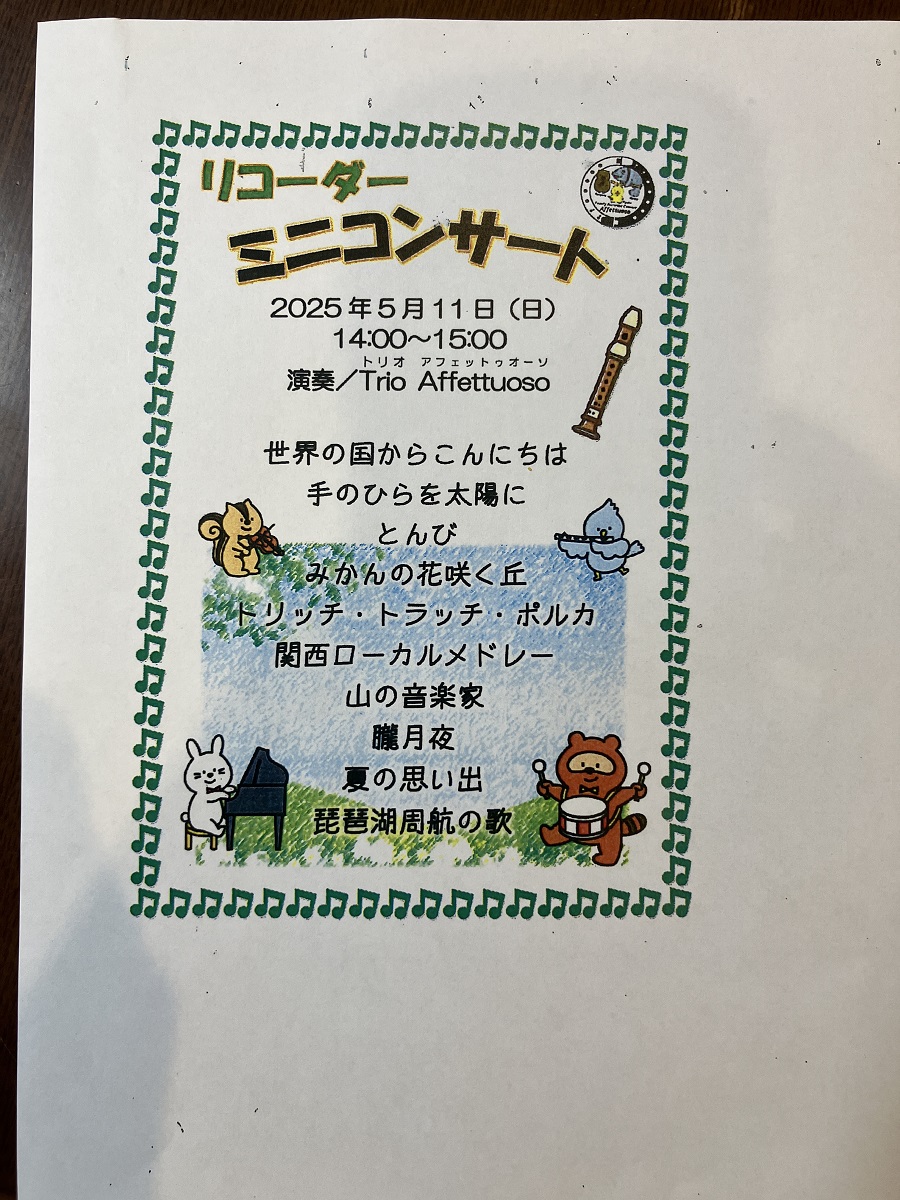 リコーダー
ミニコンサート
Affettuoso
2025年5月11日（日）
14:00～15:00
トリオ アフェットゥオーソ
演奏／Trio Affettuoso
世界の国からこんにちは
手のひらを太陽に
とんび
みかんの花咲く丘
トリッチ・トラッチ・ポルカ
関西ローカルメドレー
山の音楽家
朧月夜
夏の思い出
琵琶湖周航の歌